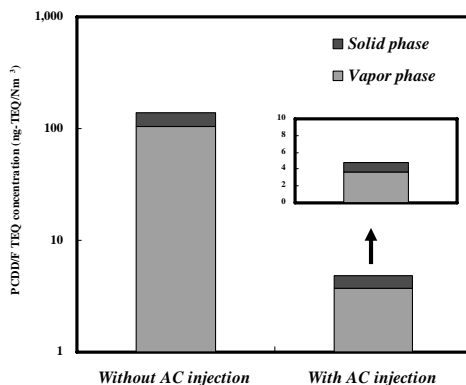 1,000
100
10
1
PCDD/F TEQ concentration (ng-TEQ/Nm³)
Solid phase
Vapor phase
10
8
6
4
2
0
Without AC injection
With AC injection